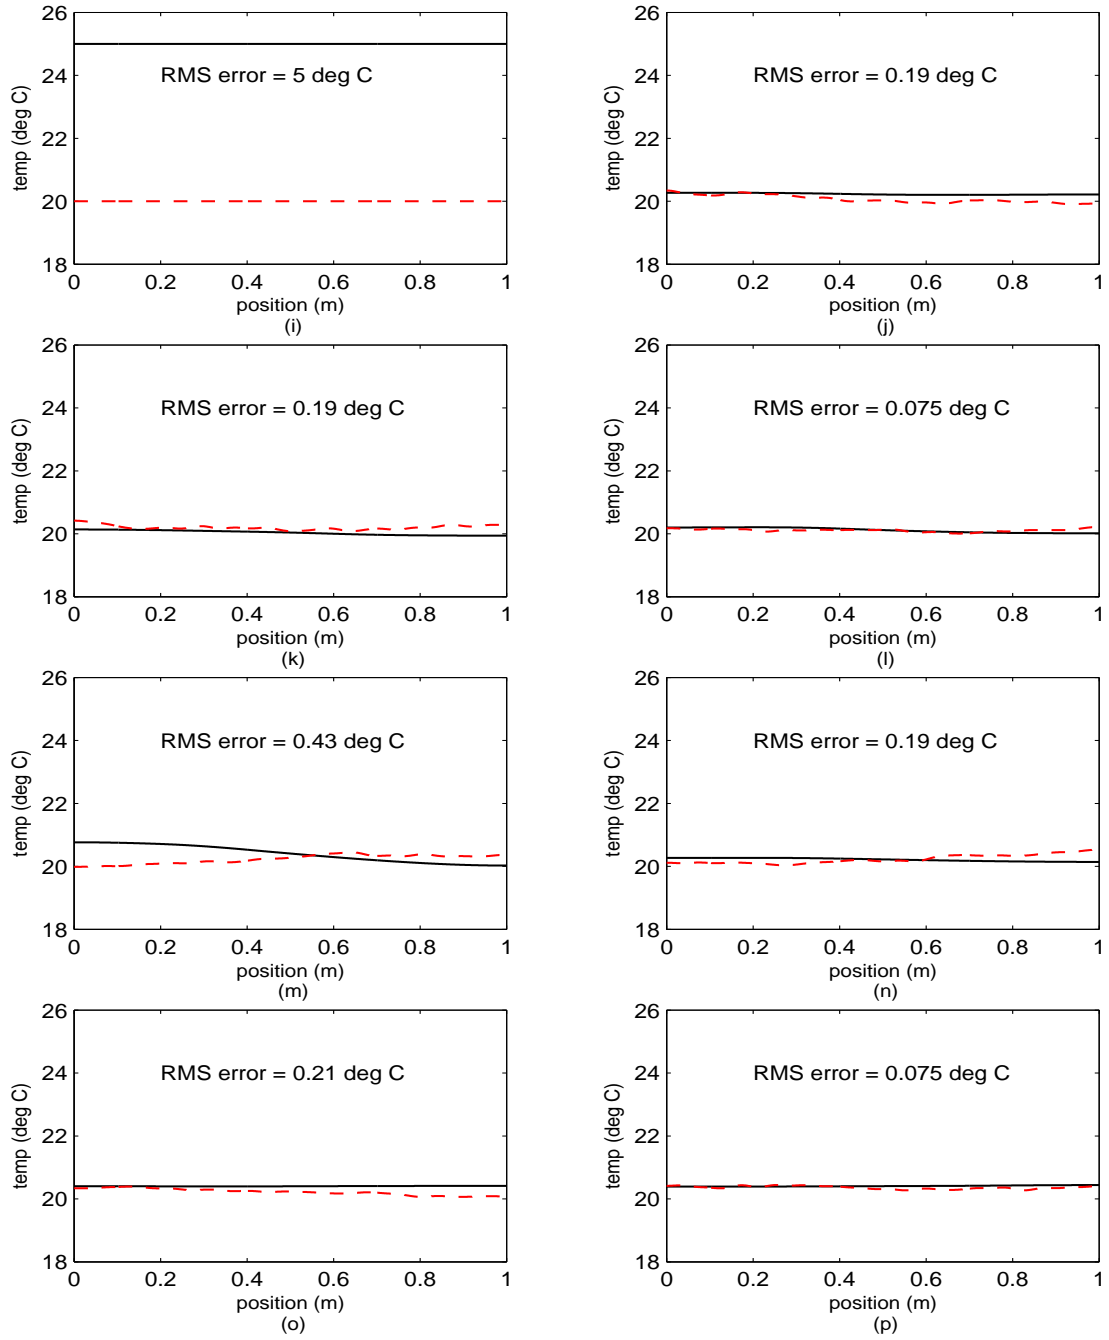 26
24
22
20
18
temp (deg C)
RMS error = 5 deg C
0 0.2 0.4 0.6 0.8 1
position (m)
(i)
26
24
22
20
18
temp (deg C)
RMS error = 0.19 deg C
0 0.2 0.4 0.6 0.8 1
position (m)
(j)
26
24
22
20
18
temp (deg C)
RMS error = 0.19 deg C
0 0.2 0.4 0.6 0.8 1
position (m)
(k)
26
24
22
20
18
temp (deg C)
RMS error = 0.075 deg C
0 0.2 0.4 0.6 0.8 1
position (m)
(l)
26
24
22
20
18
temp (deg C)
RMS error = 0.43 deg C
0 0.2 0.4 0.6 0.8 1
position (m)
(m)
26
24
22
20
18
temp (deg C)
RMS error = 0.19 deg C
0 0.2 0.4 0.6 0.8 1
position (m)
(n)
26
24
22
20
18
temp (deg C)
RMS error = 0.21 deg C
0 0.2 0.4 0.6 0.8 1
position (m)
(o)
26
24
22
20
18
temp (deg C)
RMS error = 0.075 deg C
0 0.2 0.4 0.6 0.8 1
position (m)
(p)